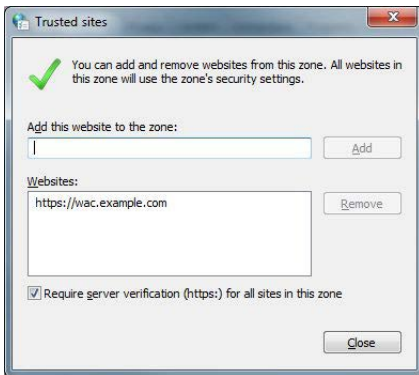 Trusted sites
You can add and remove websites from this zone. All websites in
this zone will use the zone's security settings.
Add this website to the zone:
Add
Websites:
https://wac.example.com
Remove
Require server verification (https:) for all sites in this zone
Close